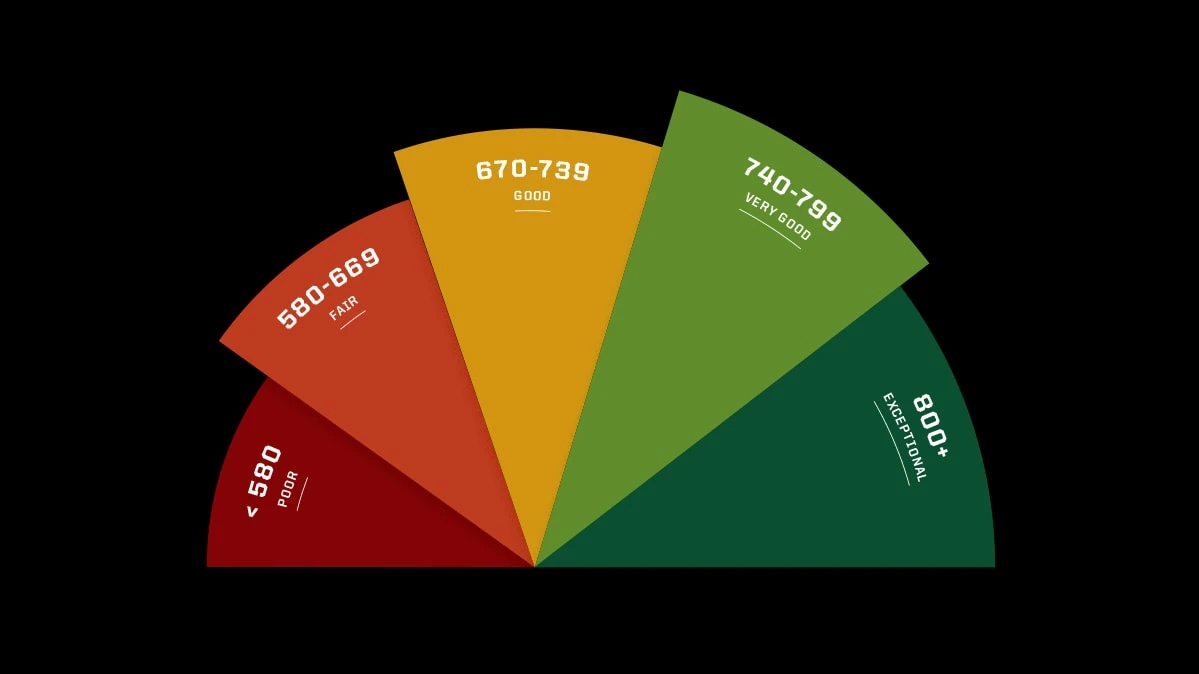 < 580
POOR
580-669
FAIR
670-739
GOOD
740-799
VERY GOOD
800+
EXCEPTIONAL